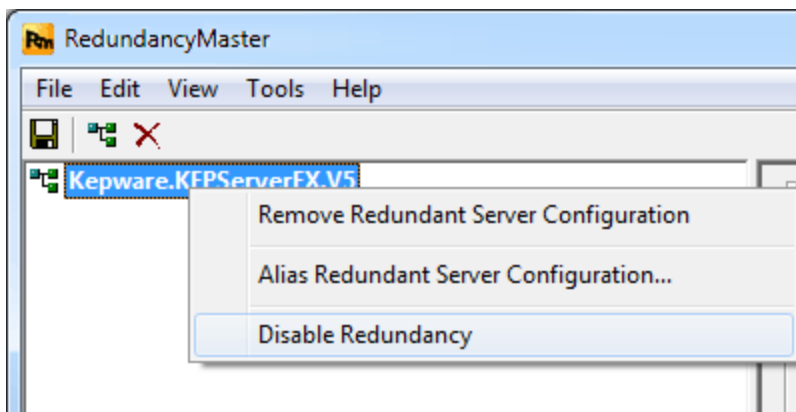 Rm RedundancyMaster
File Edit View Tools Help
Kepware.KEPServerEX.V5
Remove Redundant Server Configuration
Alias Redundant Server Configuration...
Disable Redundancy